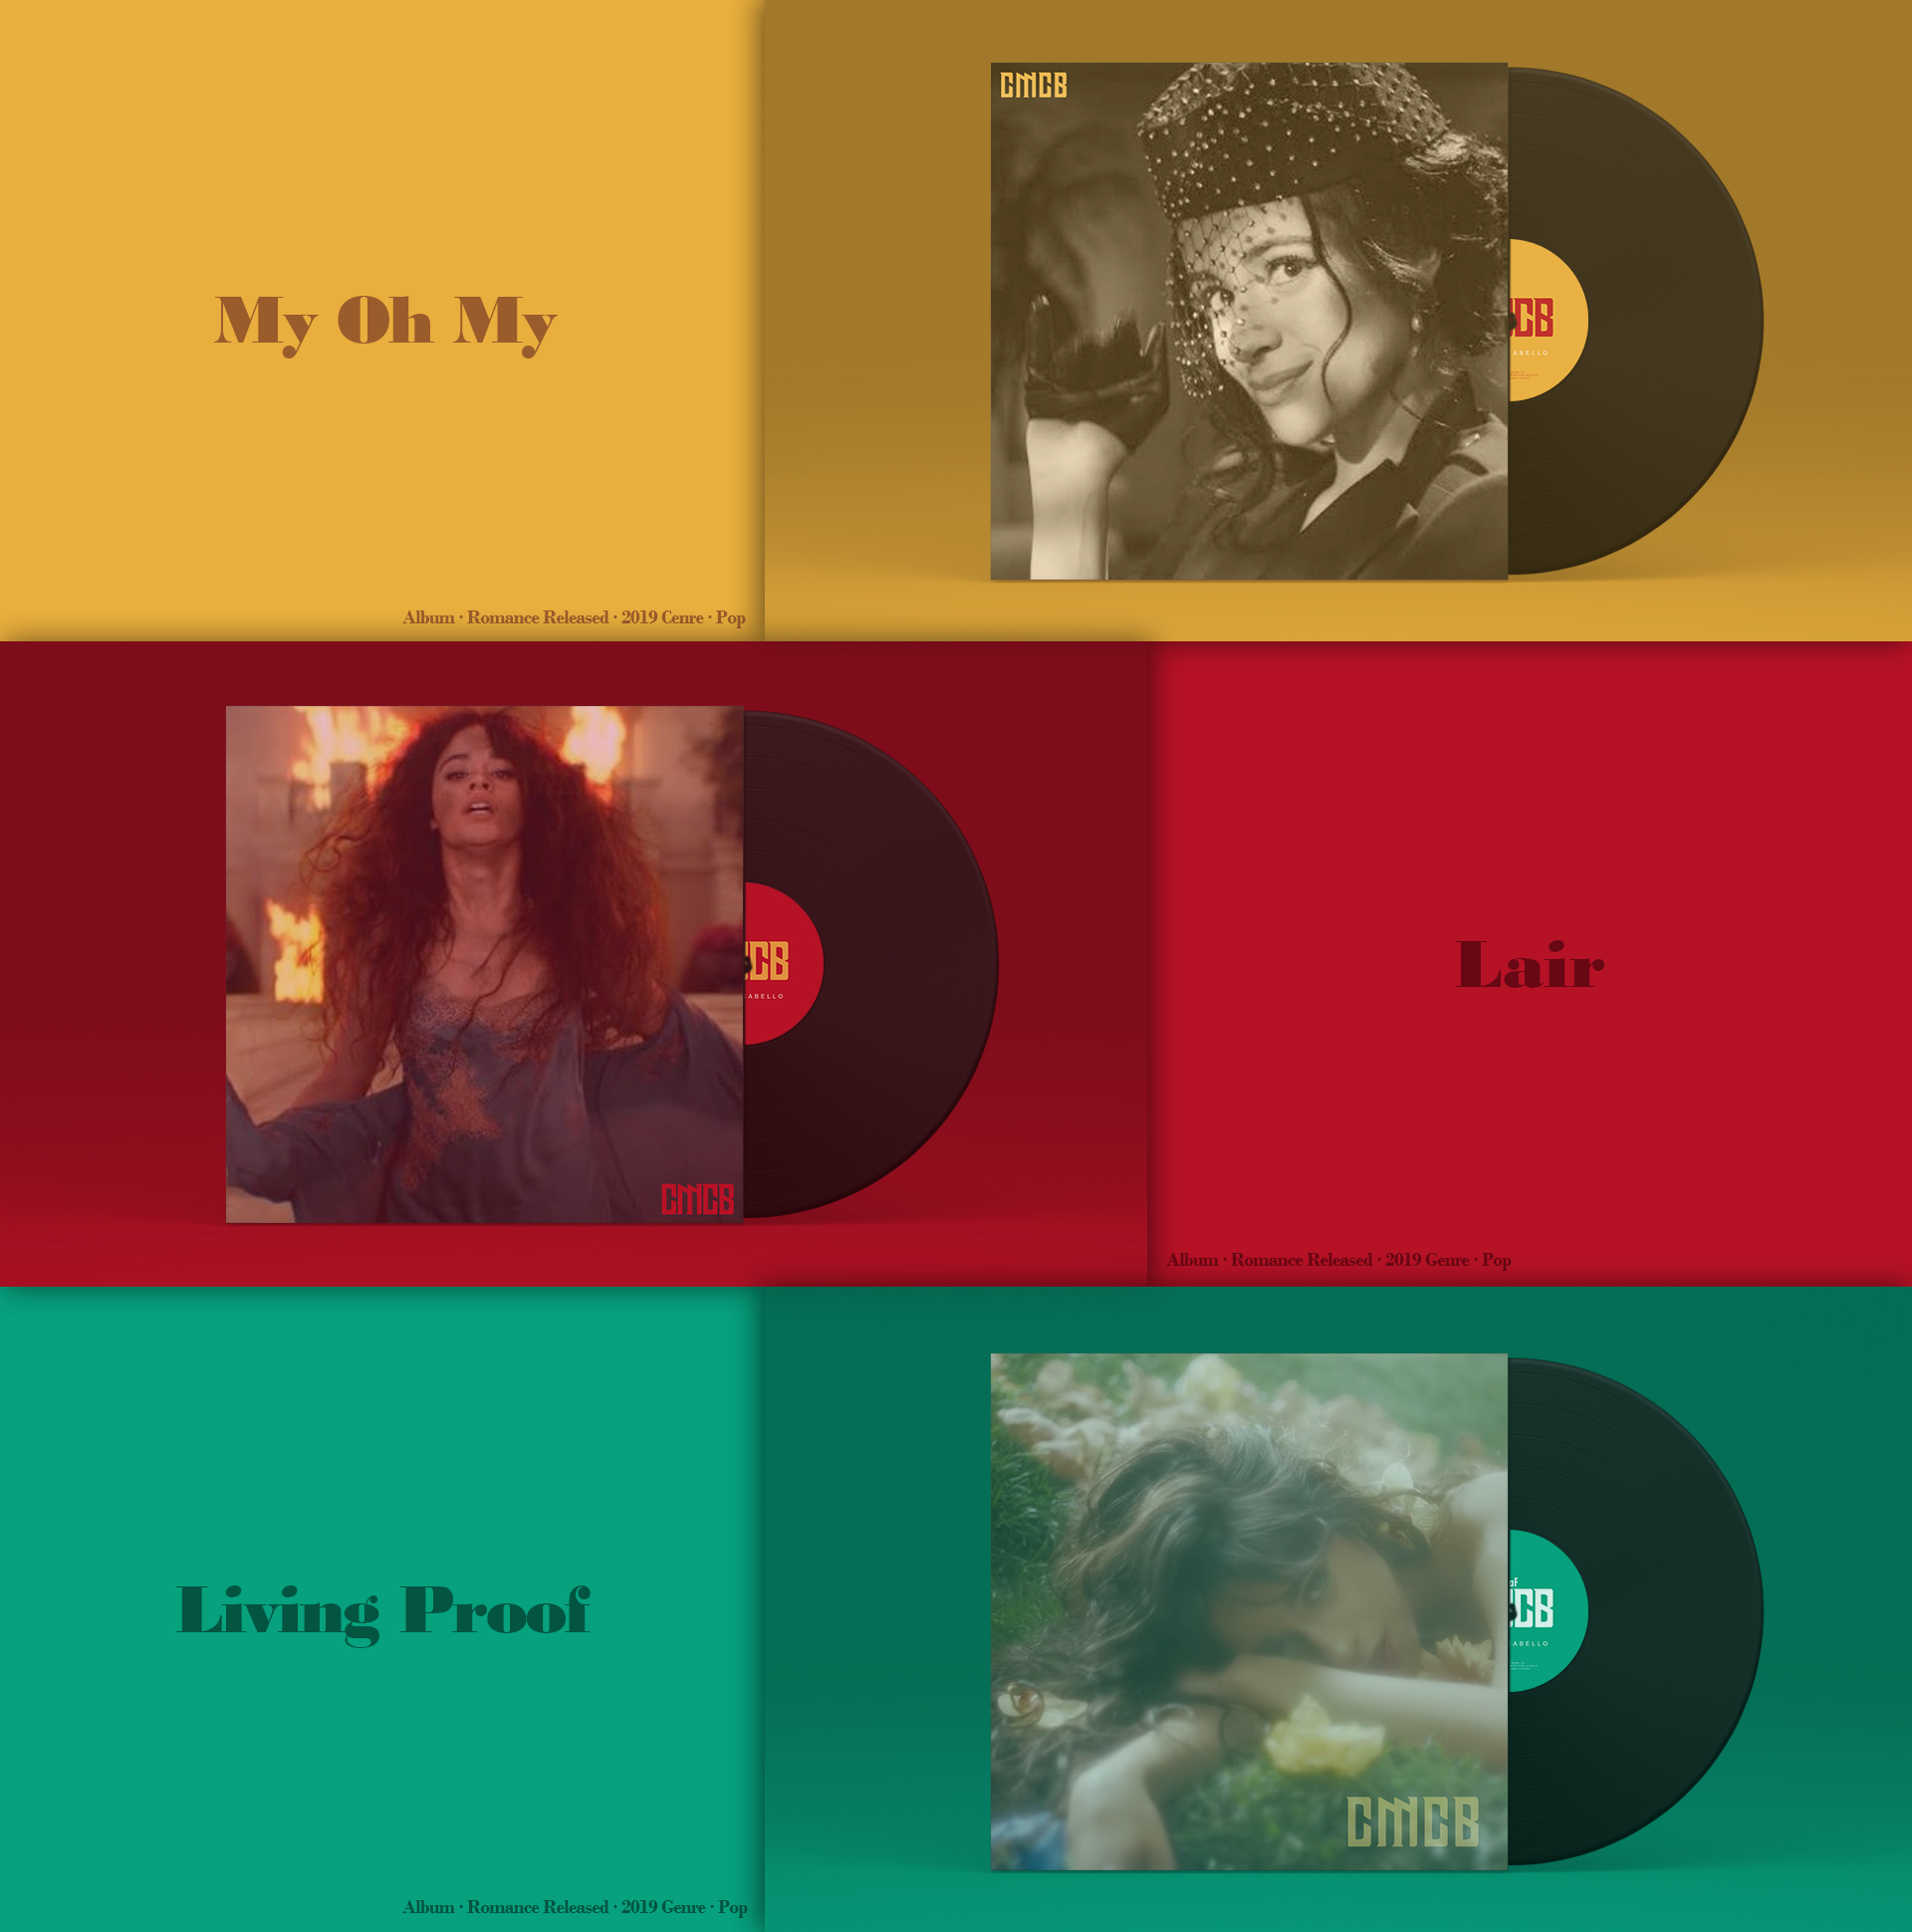 CMCB
CB
ABELLO
My Oh My
Album · Romance Released · 2019 Cenre · Pop
CB
ABELLO
Lair
CMCB
Album · Romance Released · 2019 Genre · Pop
of
CB
ABELLO
Living Proof
CMCB
Album · Romance Released · 2019 Genre · Pop